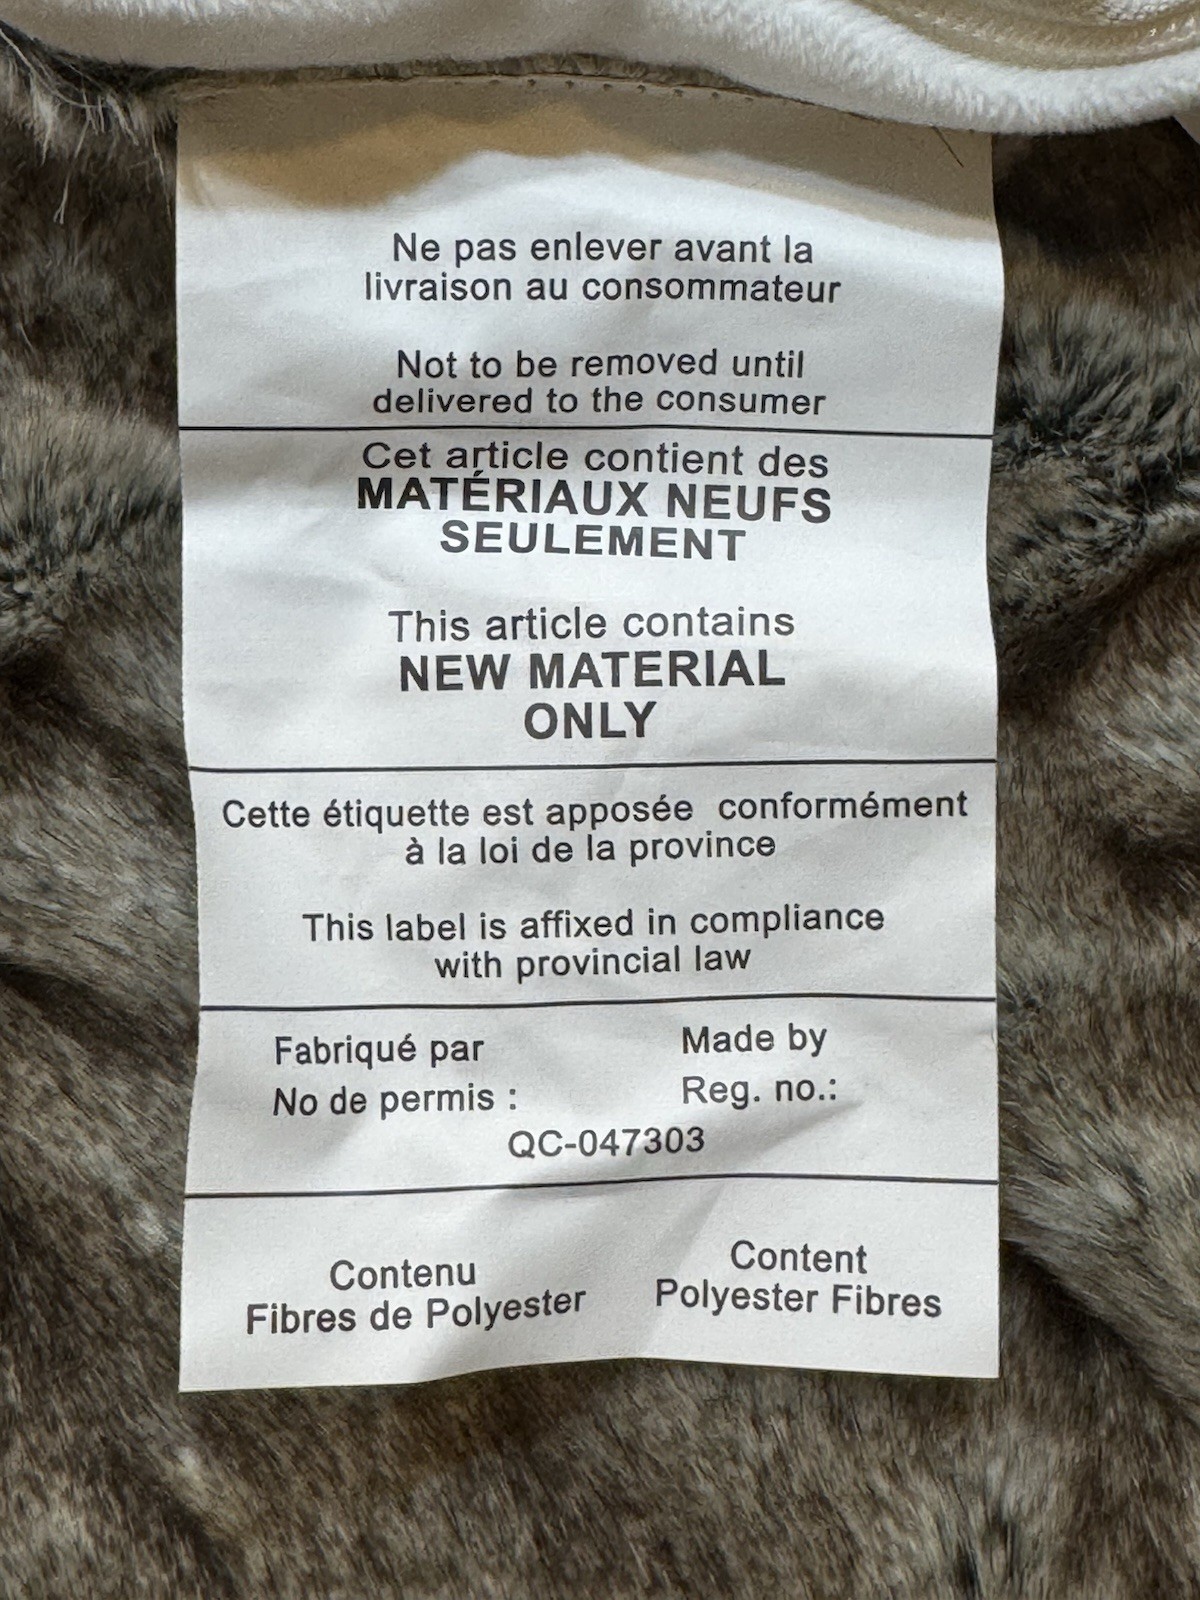 Ne pas enlever avant la
livraison au consommateur
Not to be removed until
delivered to the consumer
Cet article contient des
MATÉRIAUX NEUFS
SEULEMENT
This article contains
NEW MATERIAL
ONLY
Cette étiquette est apposée conformément
à la loi de la province
This label is affixed in compliance
with provincial law
Fabriqué par
No de permis :
Made by
Reg. no.:
QC-047303
Contenu
Fibres de Polyester
Content
Polyester Fibres